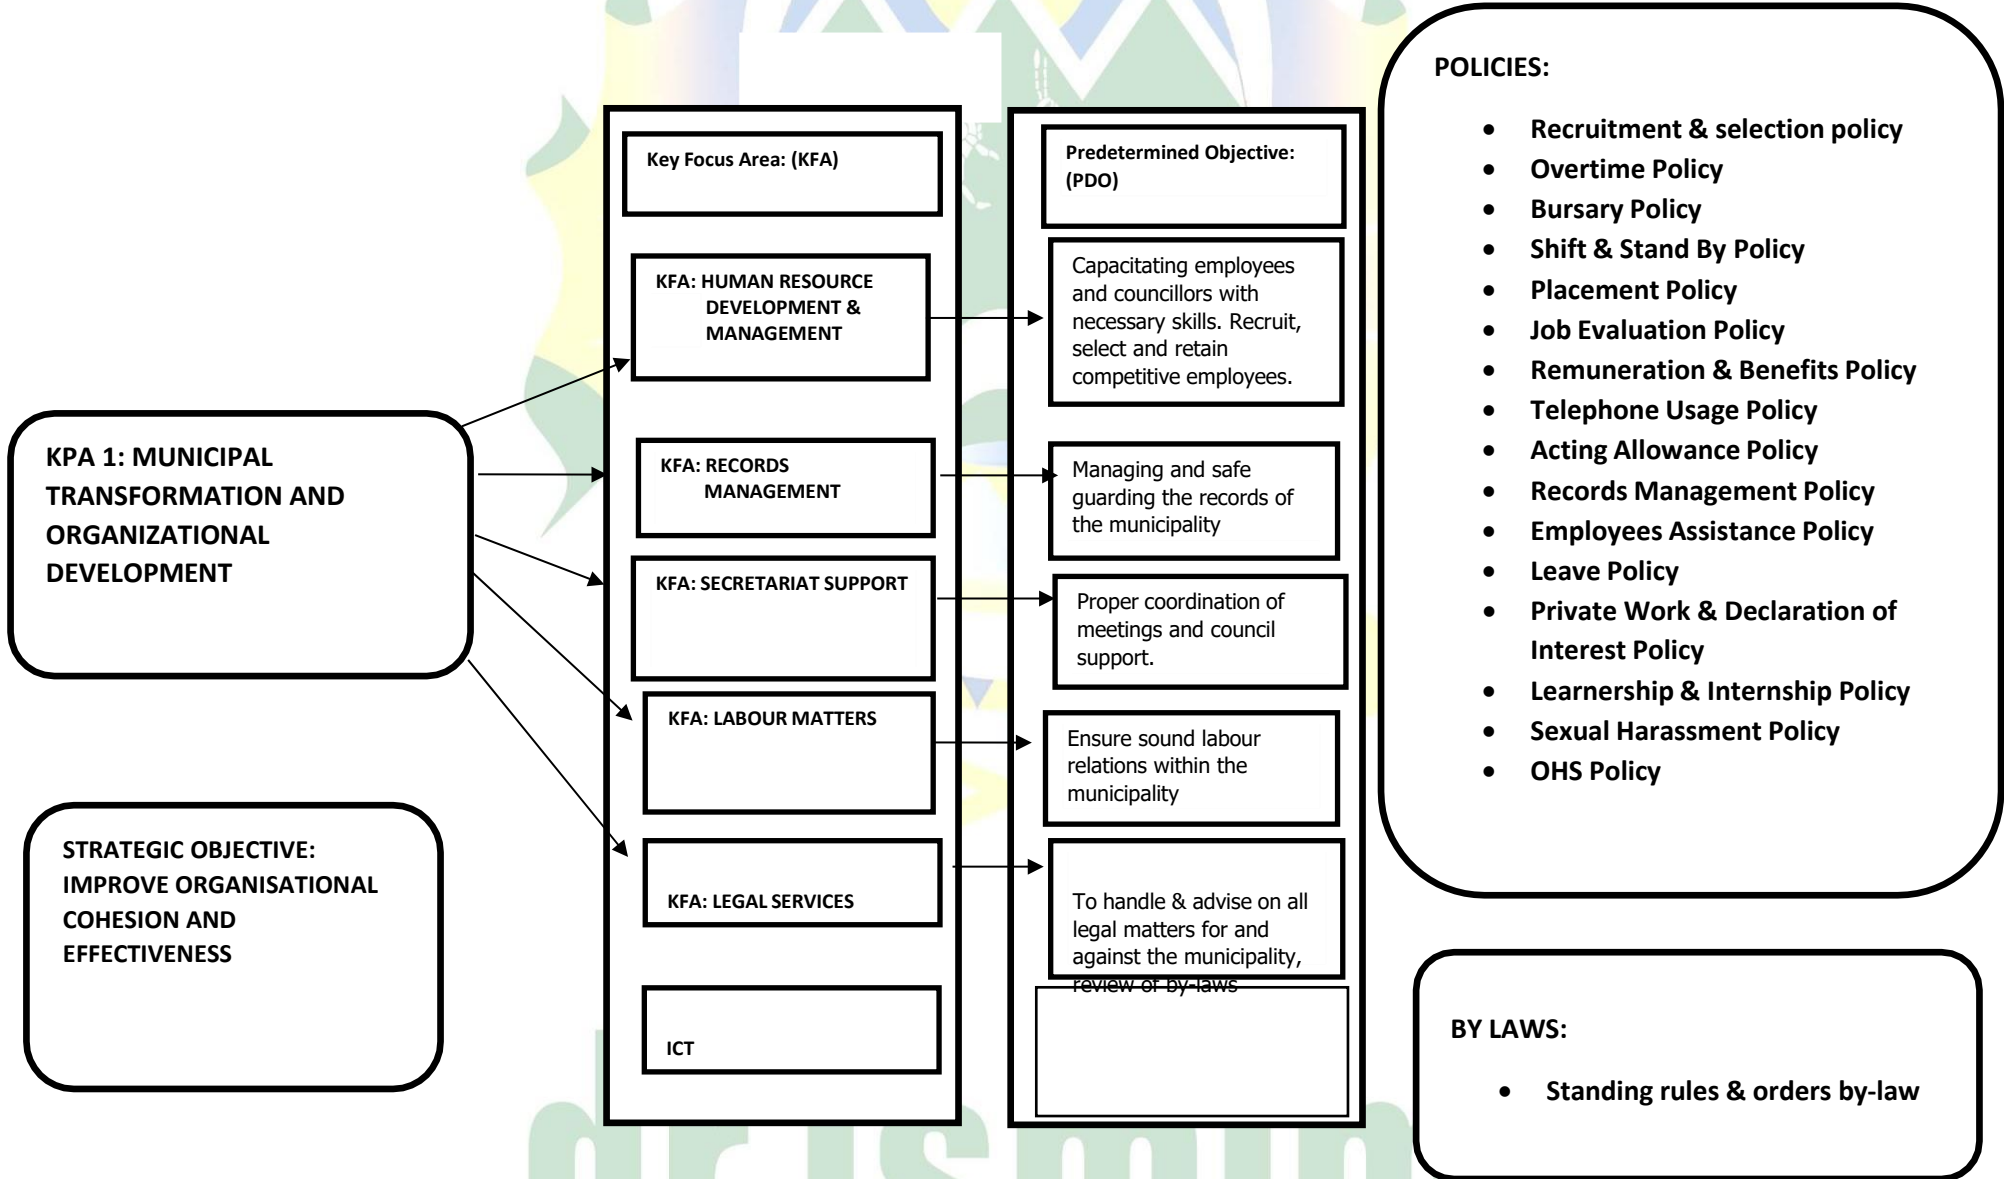 KPA 1: MUNICIPAL
TRANSFORMATION AND
ORGANIZATIONAL
DEVELOPMENT
STRATEGIC OBJECTIVE:
IMPROVE ORGANISATIONAL
COHESION AND
EFFECTIVENESS
Key Focus Area: (KFA)
KFA: HUMAN RESOURCE
DEVELOPMENT &
MANAGEMENT
KFA: RECORDS
MANAGEMENT
KFA: SECRETARIAT SUPPORT
KFA: LABOUR MATTERS
KFA: LEGAL SERVICES
ICT
Predetermined Objective:
(PDO)
Capacitating employees
and councillors with
necessary skills. Recruit,
select and retain
competitive employees.
Managing and safe
guarding the records of
the municipality
Proper coordination of
meetings and council
support.
Ensure sound labour
relations within the
municipality
To handle & advise on all
legal matters for and
against the municipality,
review of by-laws
POLICIES:
• Recruitment & selection policy
• Overtime Policy
• Bursary Policy
• Shift & Stand By Policy
• Placement Policy
• Job Evaluation Policy
• Remuneration & Benefits Policy
• Telephone Usage Policy
• Acting Allowance Policy
• Records Management Policy
• Employees Assistance Policy
• Leave Policy
• Private Work & Declaration of
Interest Policy
• Learnership & Internship Policy
• Sexual Harassment Policy
• OHS Policy
BY LAWS:
• Standing rules & orders by-law